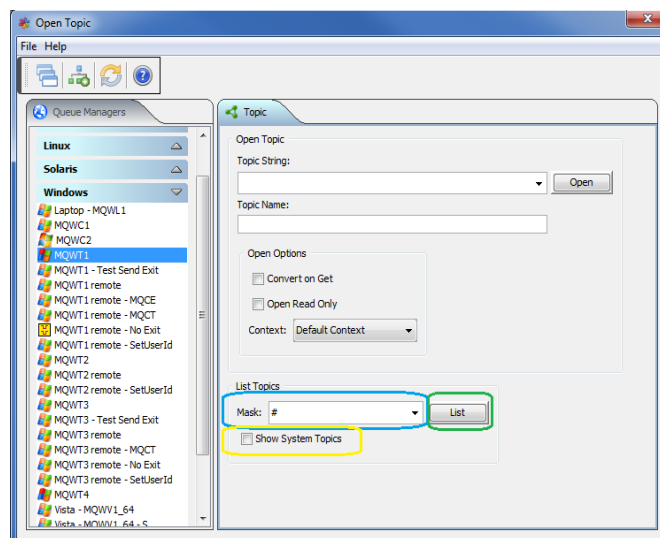 Open Topic
File Help
Queue Managers
Topic
Linux
Solaris
Windows
Laptop - MQWL1
MQWC1
MQWC2
MQWT1
MQWT1 - Test Send Exit
MQWT1 remote
MQWT1 remote - MQCE
MQWT1 remote - MQCT
MQWT1 remote - No Exit
MQWT1 remote - SetUserId
MQWT2
MQWT2 remote
MQWT2 remote - SetUserId
MQWT3
MQWT3 - Test Send Exit
MQWT3 remote
MQWT3 remote - MQCT
MQWT3 remote - No Exit
MQWT3 remote - SetUserId
MQWT4
Vista - MQWV1_64
Vista - MQWV1_64 - S
Open Topic
Topic String:
Open
Topic Name:
Open Options
Convert on Get
Open Read Only
Context: Default Context
List Topics
Mask: # List
Show System Topics